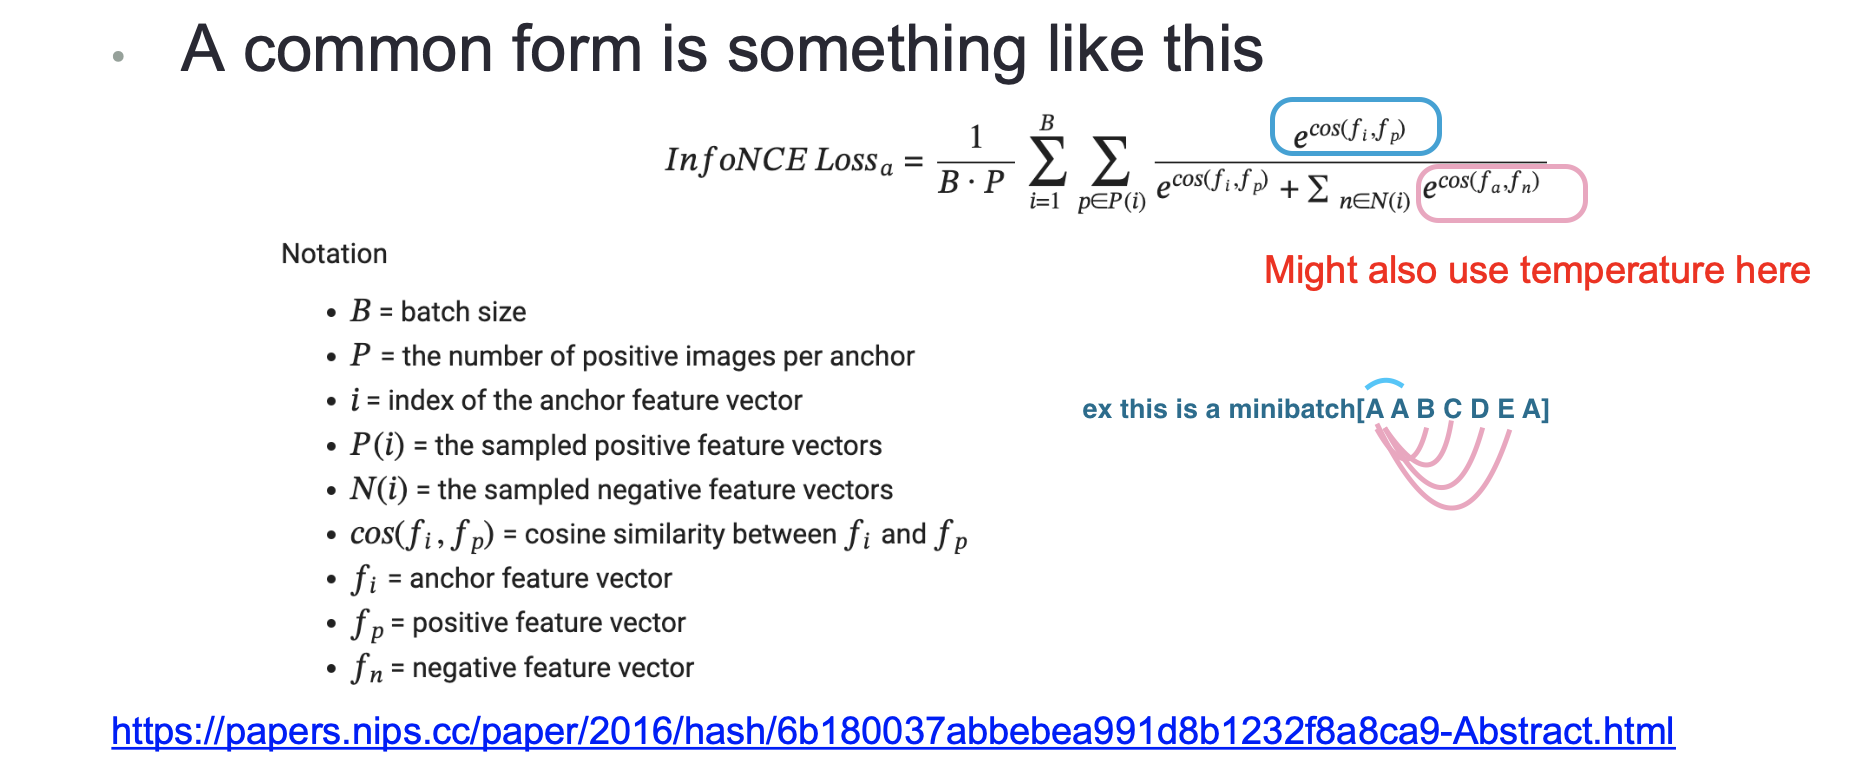 • A common form is something like this
InfoNCE Loss_a = \frac{1}{B · P} \sum_{i=1}^{B} \sum_{p∈P(i)} \frac{e^{cos(f_i, f_p)}}{e^{cos(f_i, f_p)} + Σ_{n∈N(i)} e^{cos(f_a, f_n)}}
Might also use temperature here
Notation
• B = batch size
• P = the number of positive images per anchor
• i = index of the anchor feature vector
• P(i) = the sampled positive feature vectors
• N(i) = the sampled negative feature vectors
• cos(f_i, f_p) = cosine similarity between f_i and f_p
• f_i = anchor feature vector
• f_p = positive feature vector
• f_n = negative feature vector
ex this is a minibatch[A A B C D E A]
https://papers.nips.cc/paper/2016/hash/6b180037abbebea991d8b1232f8a8ca9-Abstract.html